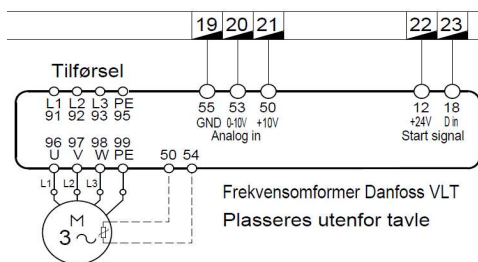 19 20 21 22 23
Tilførsel
L1 L2 L3 PE
91 92 93 95
55 53 50 12 18
GND 0-10V +10V +24V D in
Analog in Start signal
96 97 98 99
U V W PE
50 54
L1 L2 L3
M
3
Frekvensomformer Danfoss VLT
Plasseres utenfor tavle